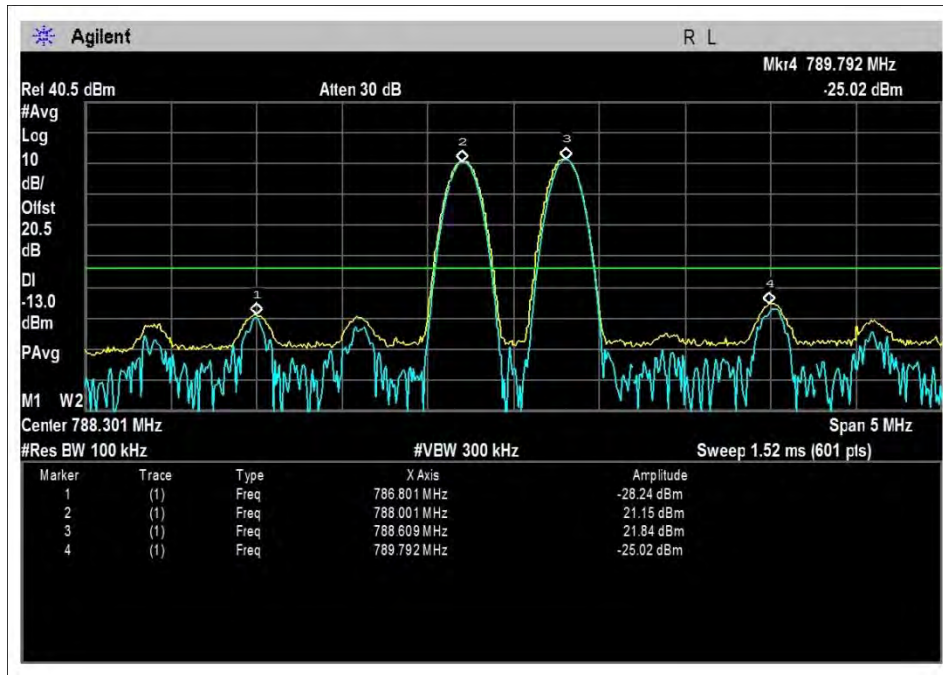 Agilent R L
Mkr4 789.792 MHz
Rel 40.5 dBm Atten 30 dB -25.02 dBm
#Avg
Log
10
dB/
Offst
20.5
dB
DI
-13.0
dBm
PAvg
M1 W2
1
2
3
4
Center 788.301 MHz Span 5 MHz
#Res BW 100 kHz #VBW 300 kHz Sweep 1.52 ms (601 pts)
Marker Trace Type X Axis Amplitude
1 (1) Freq 786.801 MHz -28.24 dBm
2 (1) Freq 788.001 MHz 21.15 dBm
3 (1) Freq 788.609 MHz 21.84 dBm
4 (1) Freq 789.792 MHz -25.02 dBm